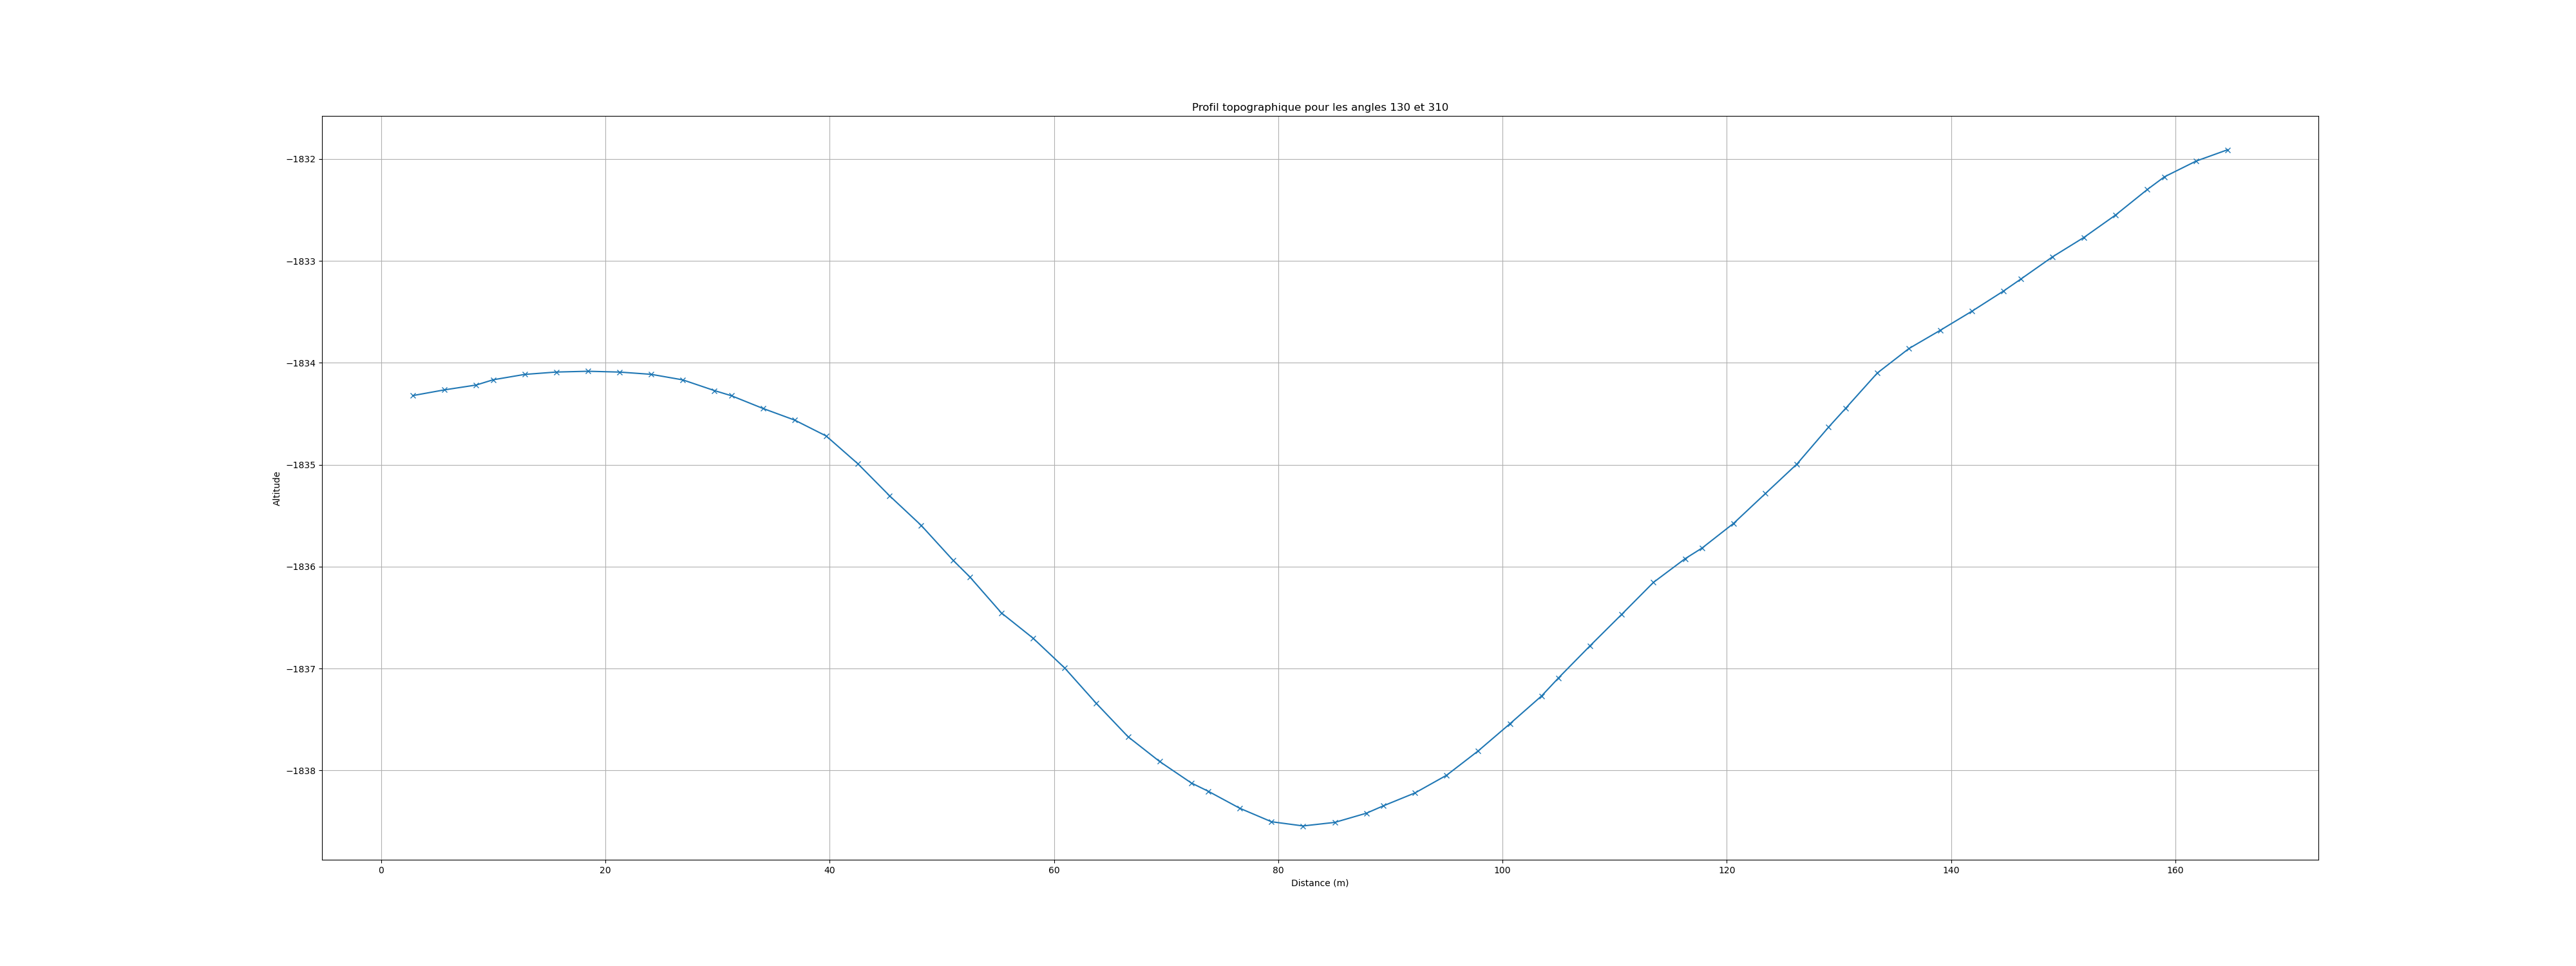 Profil topographique pour les angles 130 et 310
−1832
−1833
−1834
−1835
−1836
−1837
−1838
Altitude
0 20 40 60 80 100 120 140 160
Distance (m)